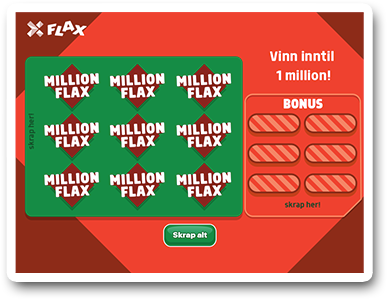 FLAX
Vinn inntil
1 million!
skrap her!
MILLION FLAX
MILLION FLAX
MILLION FLAX
MILLION FLAX
MILLION FLAX
MILLION FLAX
MILLION FLAX
MILLION FLAX
MILLION FLAX
BONUS
skrap her!
Skrap alt